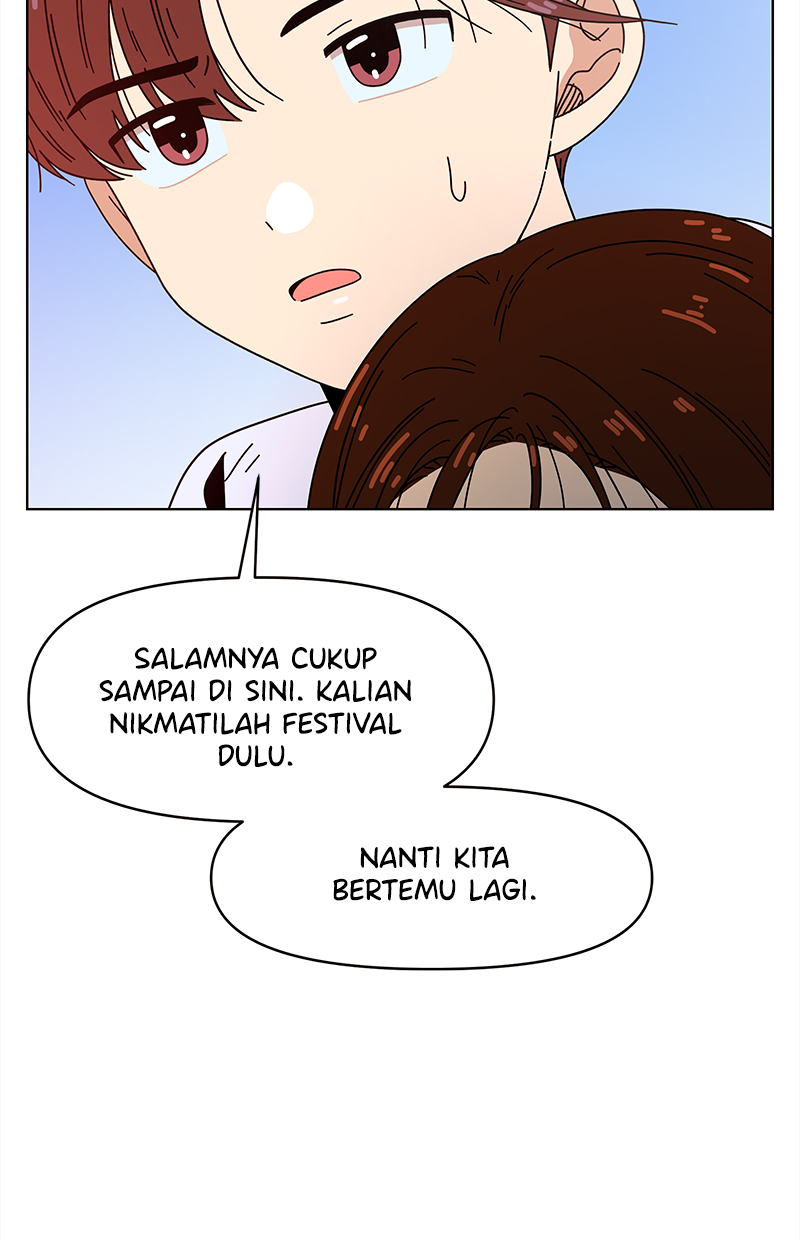 SALAMNYA CUKUP
SAMPAI DI SINI. KALIAN
NIKMATILAH FESTIVAL
DULU.
NANTI KITA
BERTEMU LAGI.